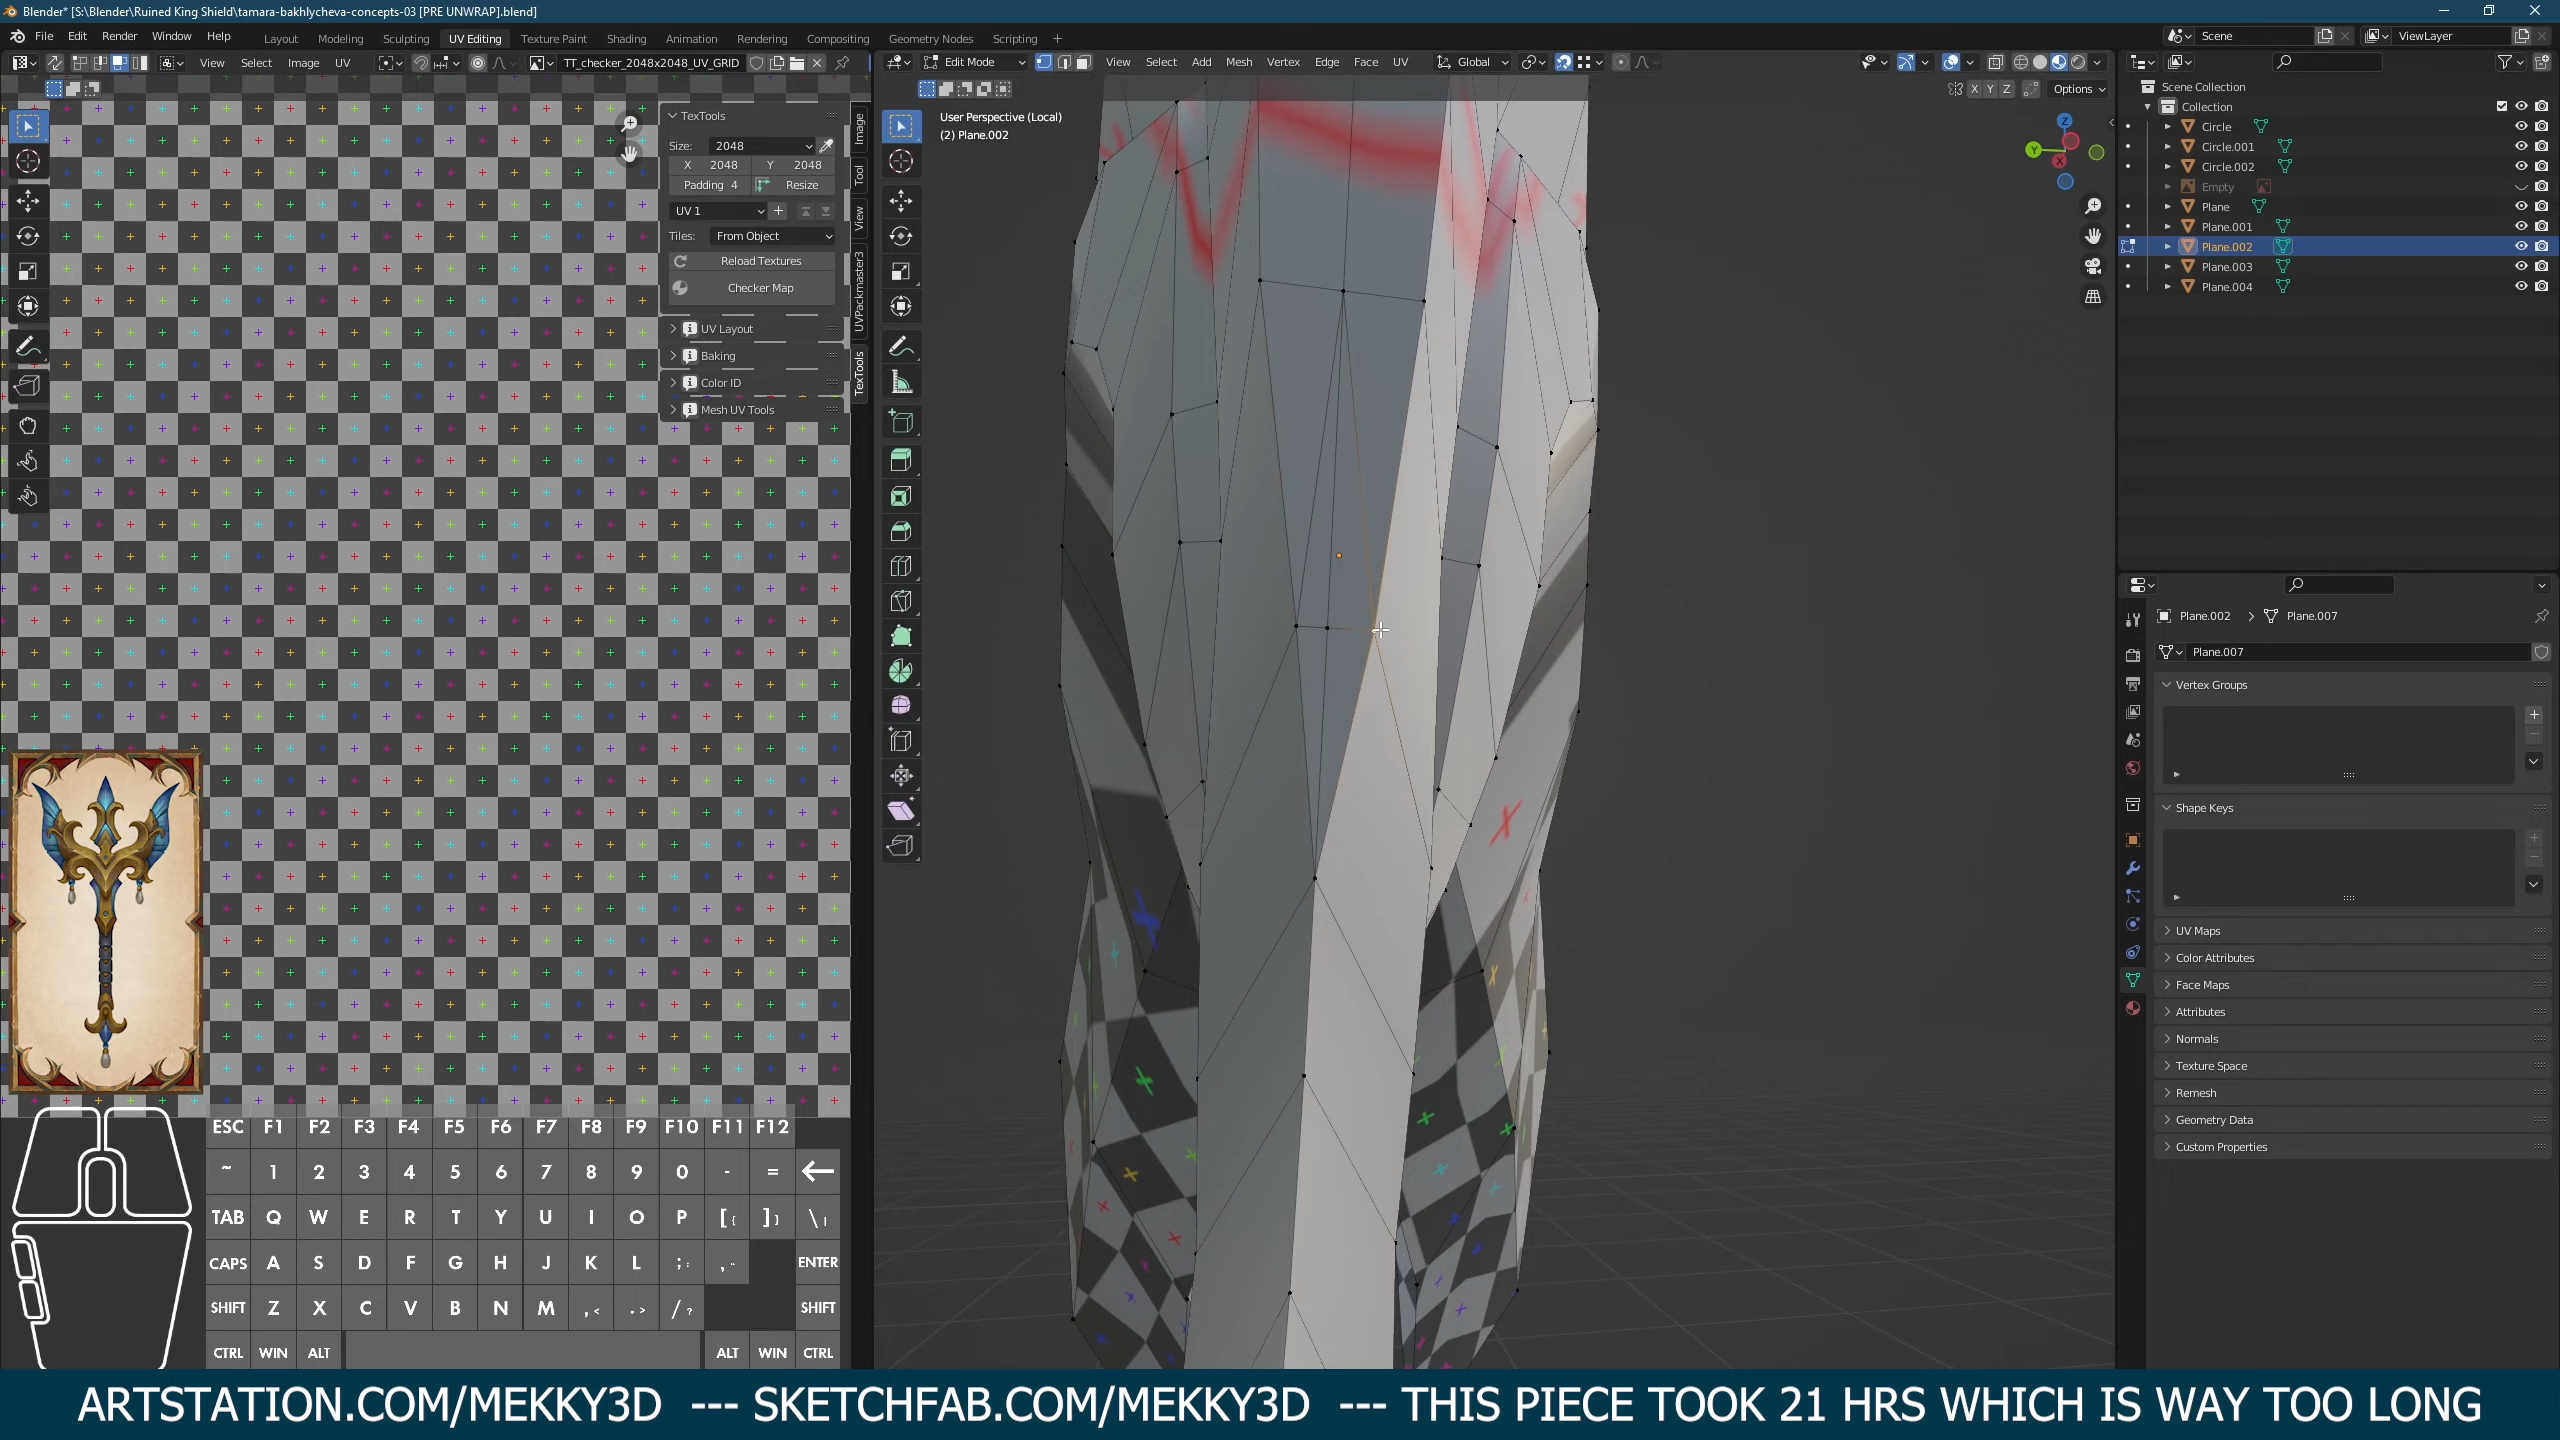 Blender* [S:\Blender\Ruined King Shield\tamara-bakhlycheva-concepts-03 [PRE UNWRAP].blend]
File Edit Render Window Help Layout Modeling Sculpting UV Editing Texture Paint Shading Animation Rendering Compositing Geometry Nodes Scripting + Scene ViewLayer
View Select Image UV TT_checker_2048x2048_UV_GRID Edit Mode View Select Add Mesh Vertex Edge Face UV Global
X Y Z Options
TexTools
Size: 2048
X 2048 Y 2048
Padding 4 Resize
UV 1
Tiles: From Object
Reload Textures
Checker Map
UV Layout
Baking
Color ID
Mesh UV Tools
Image
Tool
View
UVPackmaster3
TexTools
User Perspective (Local)
(2) Plane.002
Z
Y
X
Scene Collection
Collection
Circle
Circle.001
Circle.002
Empty
Plane
Plane.001
Plane.002
Plane.003
Plane.004
Plane.002 > Plane.007
Plane.007
Vertex Groups
Shape Keys
UV Maps
Color Attributes
Face Maps
Attributes
Normals
Texture Space
Remesh
Geometry Data
Custom Properties
ESC F1 F2 F3 F4 F5 F6 F7 F8 F9 F10 F11 F12
~ 1 2 3 4 5 6 7 8 9 0 - =
TAB Q W E R T Y U I O P [ { ] } \ |
CAPS A S D F G H J K L ; : ENTER
SHIFT Z X C V B N M , < . > / ? SHIFT
CTRL WIN ALT ALT WIN CTRL
ARTSTATION.COM/MEKKY3D --- SKETCHFAB.COM/MEKKY3D --- THIS PIECE TOOK 21 HRS WHICH IS WAY TOO LONG